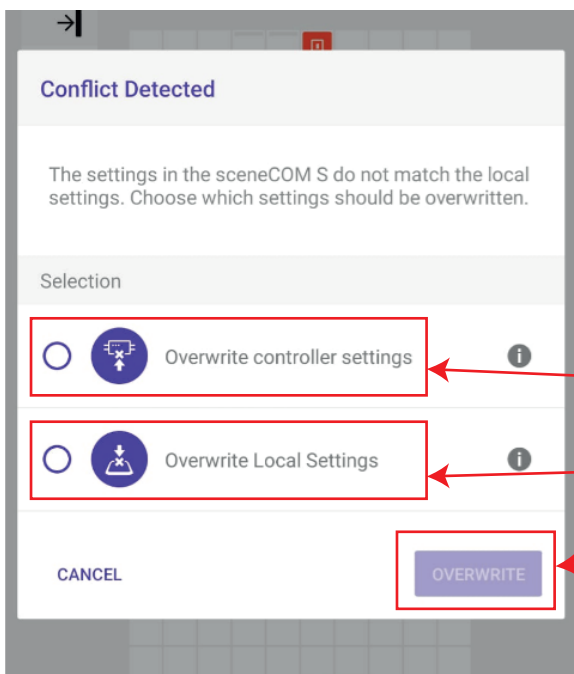 Conflict Detected
The settings in the sceneCOM S do not match the local
settings. Choose which settings should be overwritten.
Selection
Overwrite controller settings
Overwrite Local Settings
CANCEL
OVERWRITE